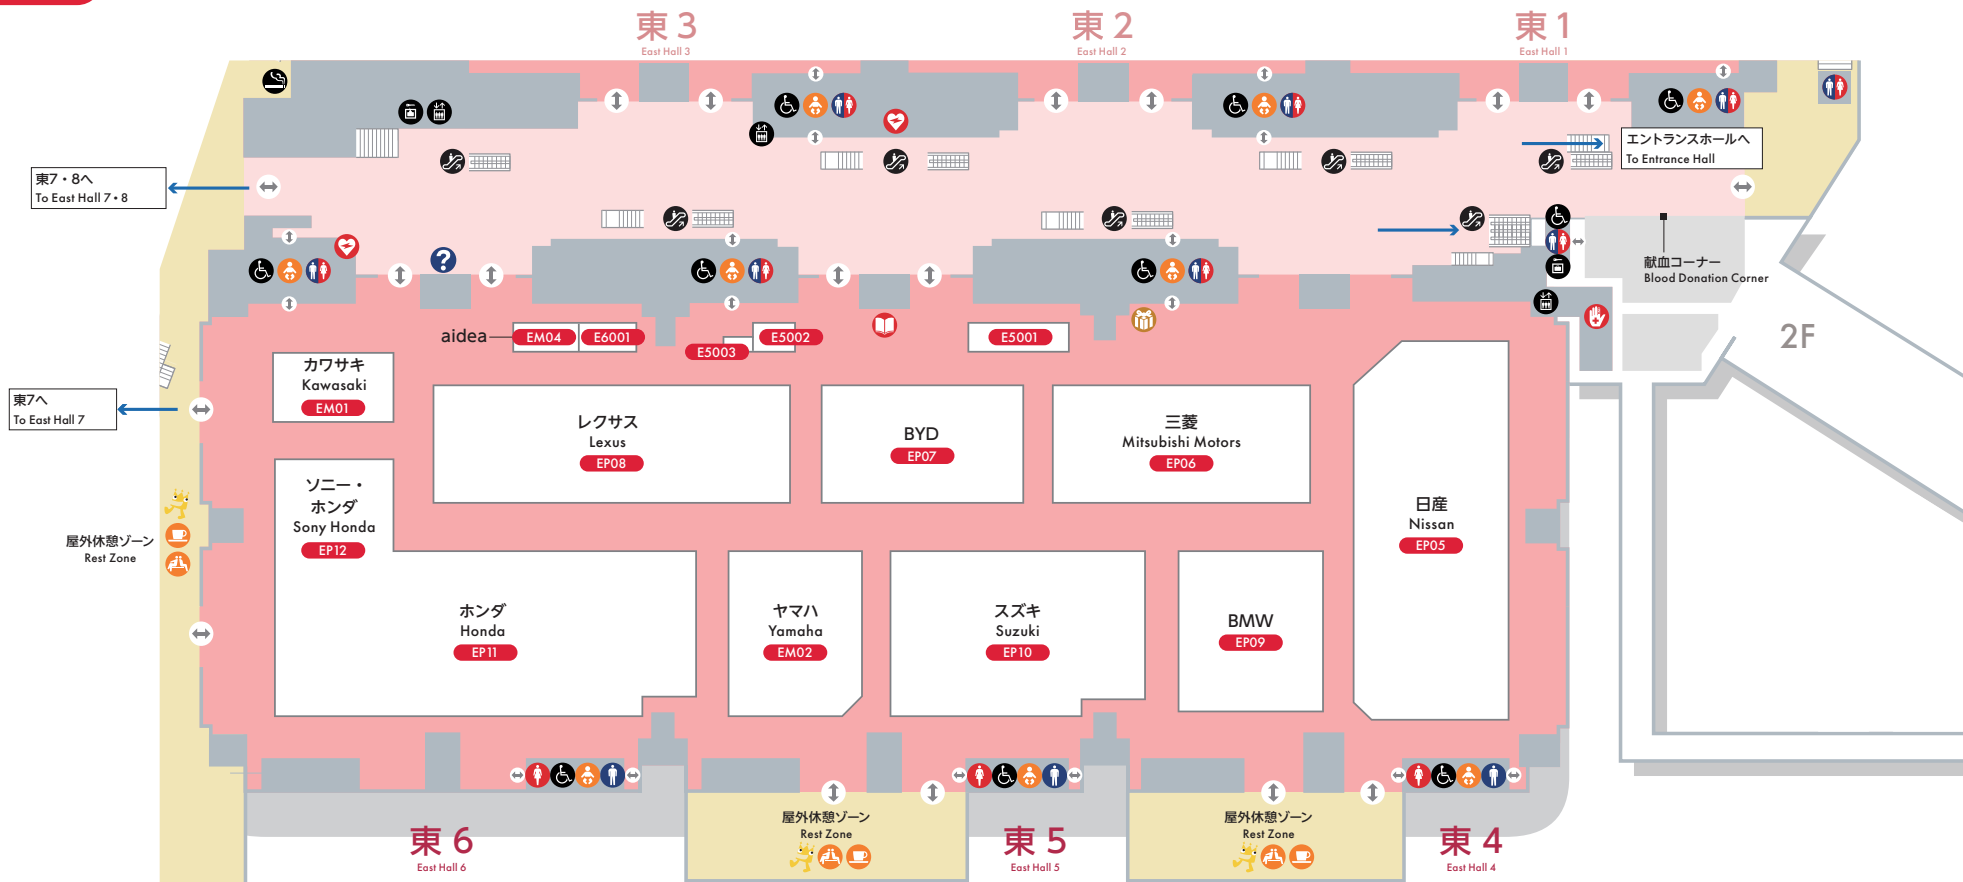 東 3
East Hall 3
東 2
East Hall 2
東 1
East Hall 1
エントランスホールへ
To Entrance Hall
東7・8へ
To East Hall 7・8
?
献血コーナー
Blood Donation Corner
2F
aidea
EM04
E6001
E5003
E5002
E5001
カワサキ
Kawasaki
EM01
東7へ
To East Hall 7
レクサス
Lexus
EP08
BYD
EP07
三菱
Mitsubishi Motors
EP06
日産
Nissan
EP05
ソニー・
ホンダ
Sony Honda
EP12
屋外休憩ゾーン
Rest Zone
ホンダ
Honda
EP11
ヤマハ
Yamaha
EM02
スズキ
Suzuki
EP10
BMW
EP09
屋外休憩ゾーン
Rest Zone
屋外休憩ゾーン
Rest Zone
東 6
East Hall 6
東 5
East Hall 5
東 4
East Hall 4